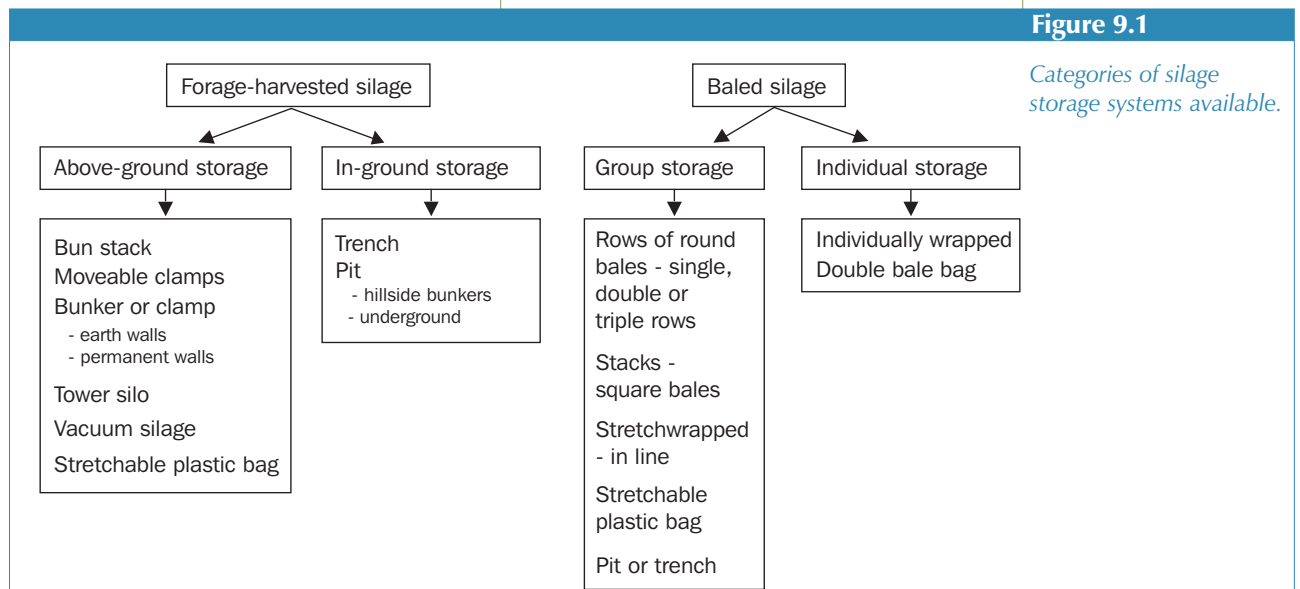 Figure 9.1
Categories of silage
storage systems available.
Forage-harvested silage
Above-ground storage
In-ground storage
Bun stack
Moveable clamps
Bunker or clamp
- earth walls
- permanent walls
Tower silo
Vacuum silage
Stretchable plastic bag
Trench
Pit
- hillside bunkers
- underground
Baled silage
Group storage
Individual storage
Rows of round
bales - single,
double or
triple rows
Stacks -
square bales
Stretchwrapped
- in line
Stretchable
plastic bag
Pit or trench
Individually wrapped
Double bale bag